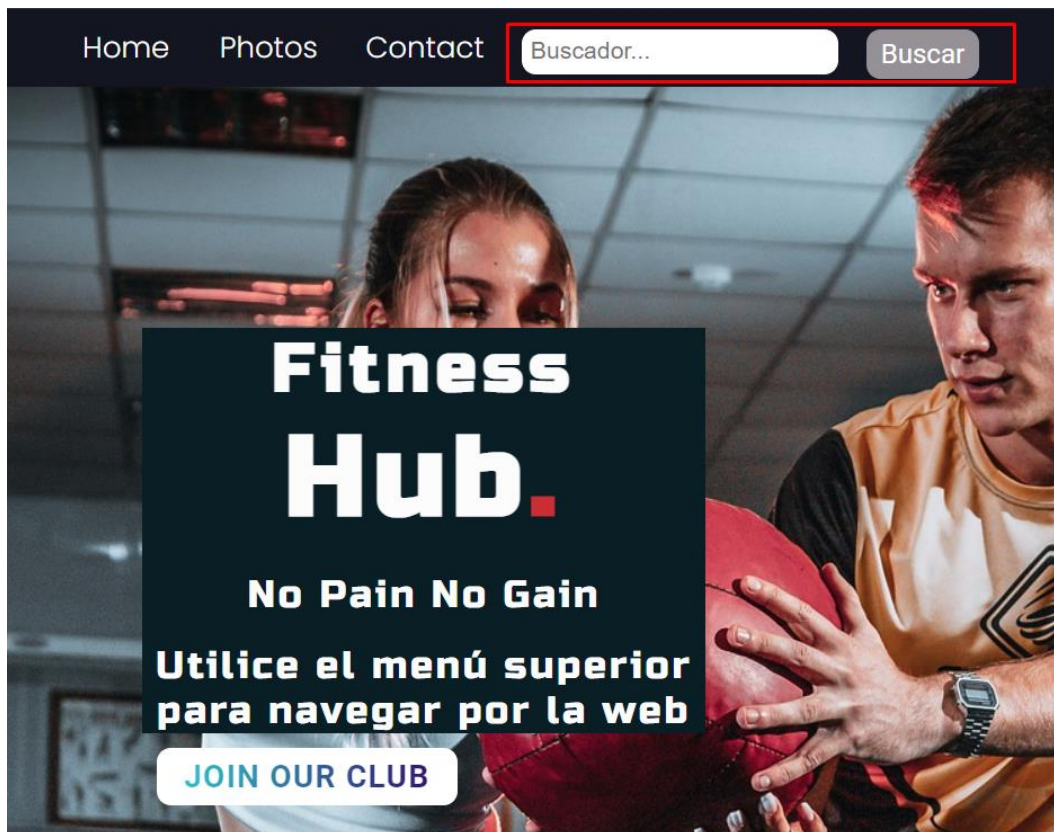 Home Photos Contact Buscador... Buscar
Fitness
Hub.
No Pain No Gain
Utilice el menú superior
para navegar por la web
JOIN OUR CLUB